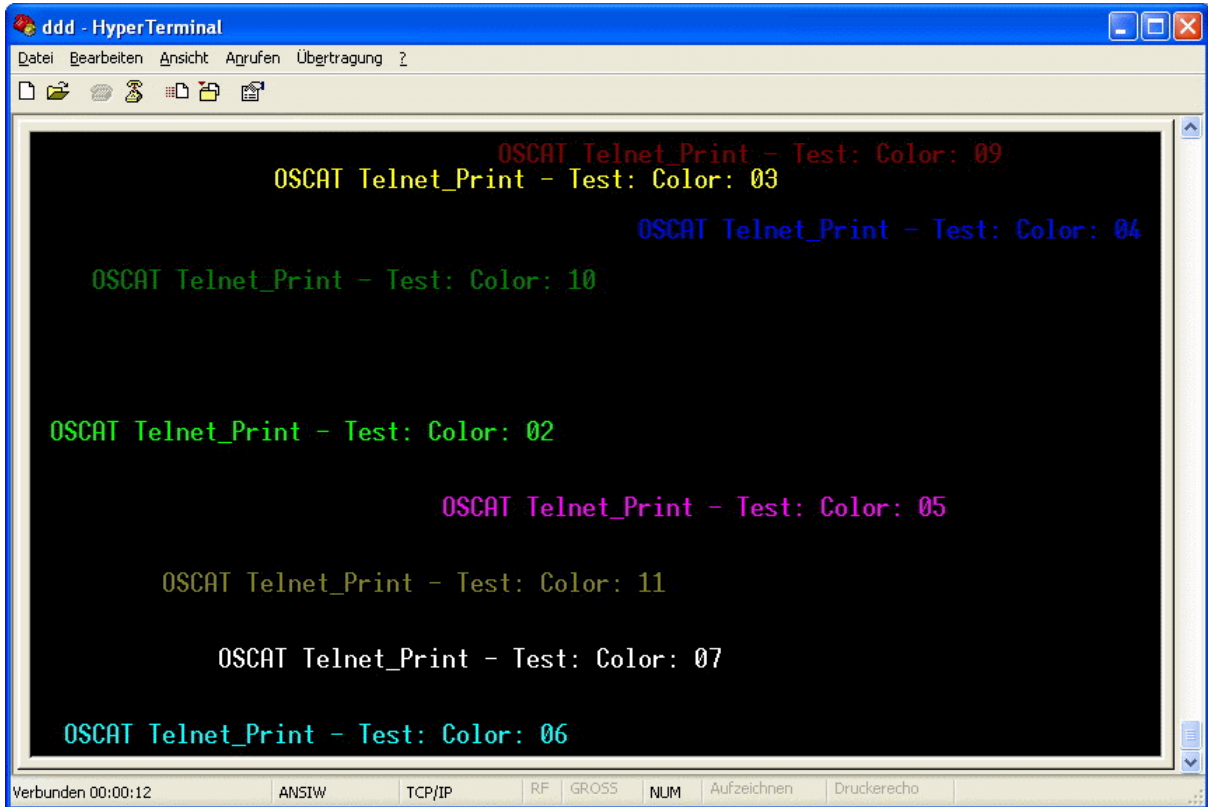 ddd - HyperTerminal
Datei Bearbeiten Ansicht Anrufen Übertragung ?
OSCAT Telnet_Print - Test: Color: 09
OSCAT Telnet_Print - Test: Color: 03
OSCAT Telnet_Print - Test: Color: 04
OSCAT Telnet_Print - Test: Color: 10
OSCAT Telnet_Print - Test: Color: 02
OSCAT Telnet_Print - Test: Color: 05
OSCAT Telnet_Print - Test: Color: 11
OSCAT Telnet_Print - Test: Color: 07
OSCAT Telnet_Print - Test: Color: 06
Verbunden 00:00:12 ANSIW TCP/IP RF GROSS NUM Aufzeichnen Druckerecho